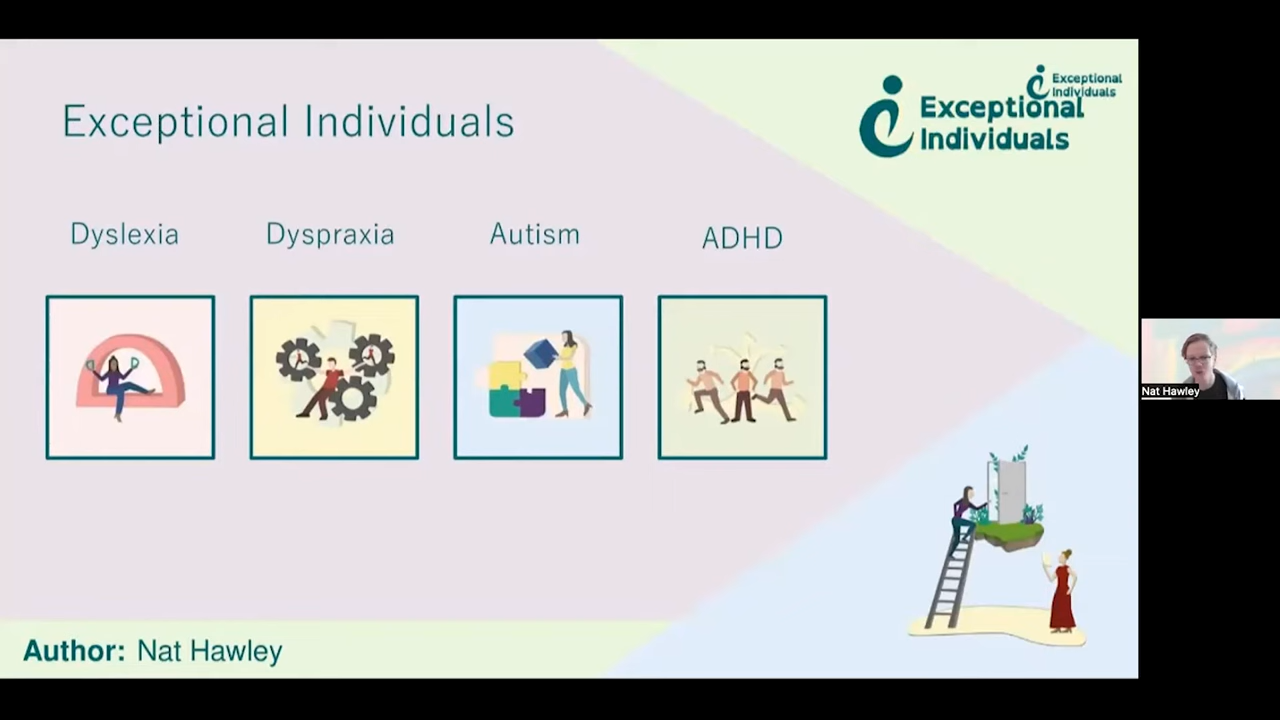 Exceptional Individuals
Exceptional
Individuals
Exceptional
Individuals
Dyslexia
Dyspraxia
Autism
ADHD
Nat Hawley
Author: Nat Hawley